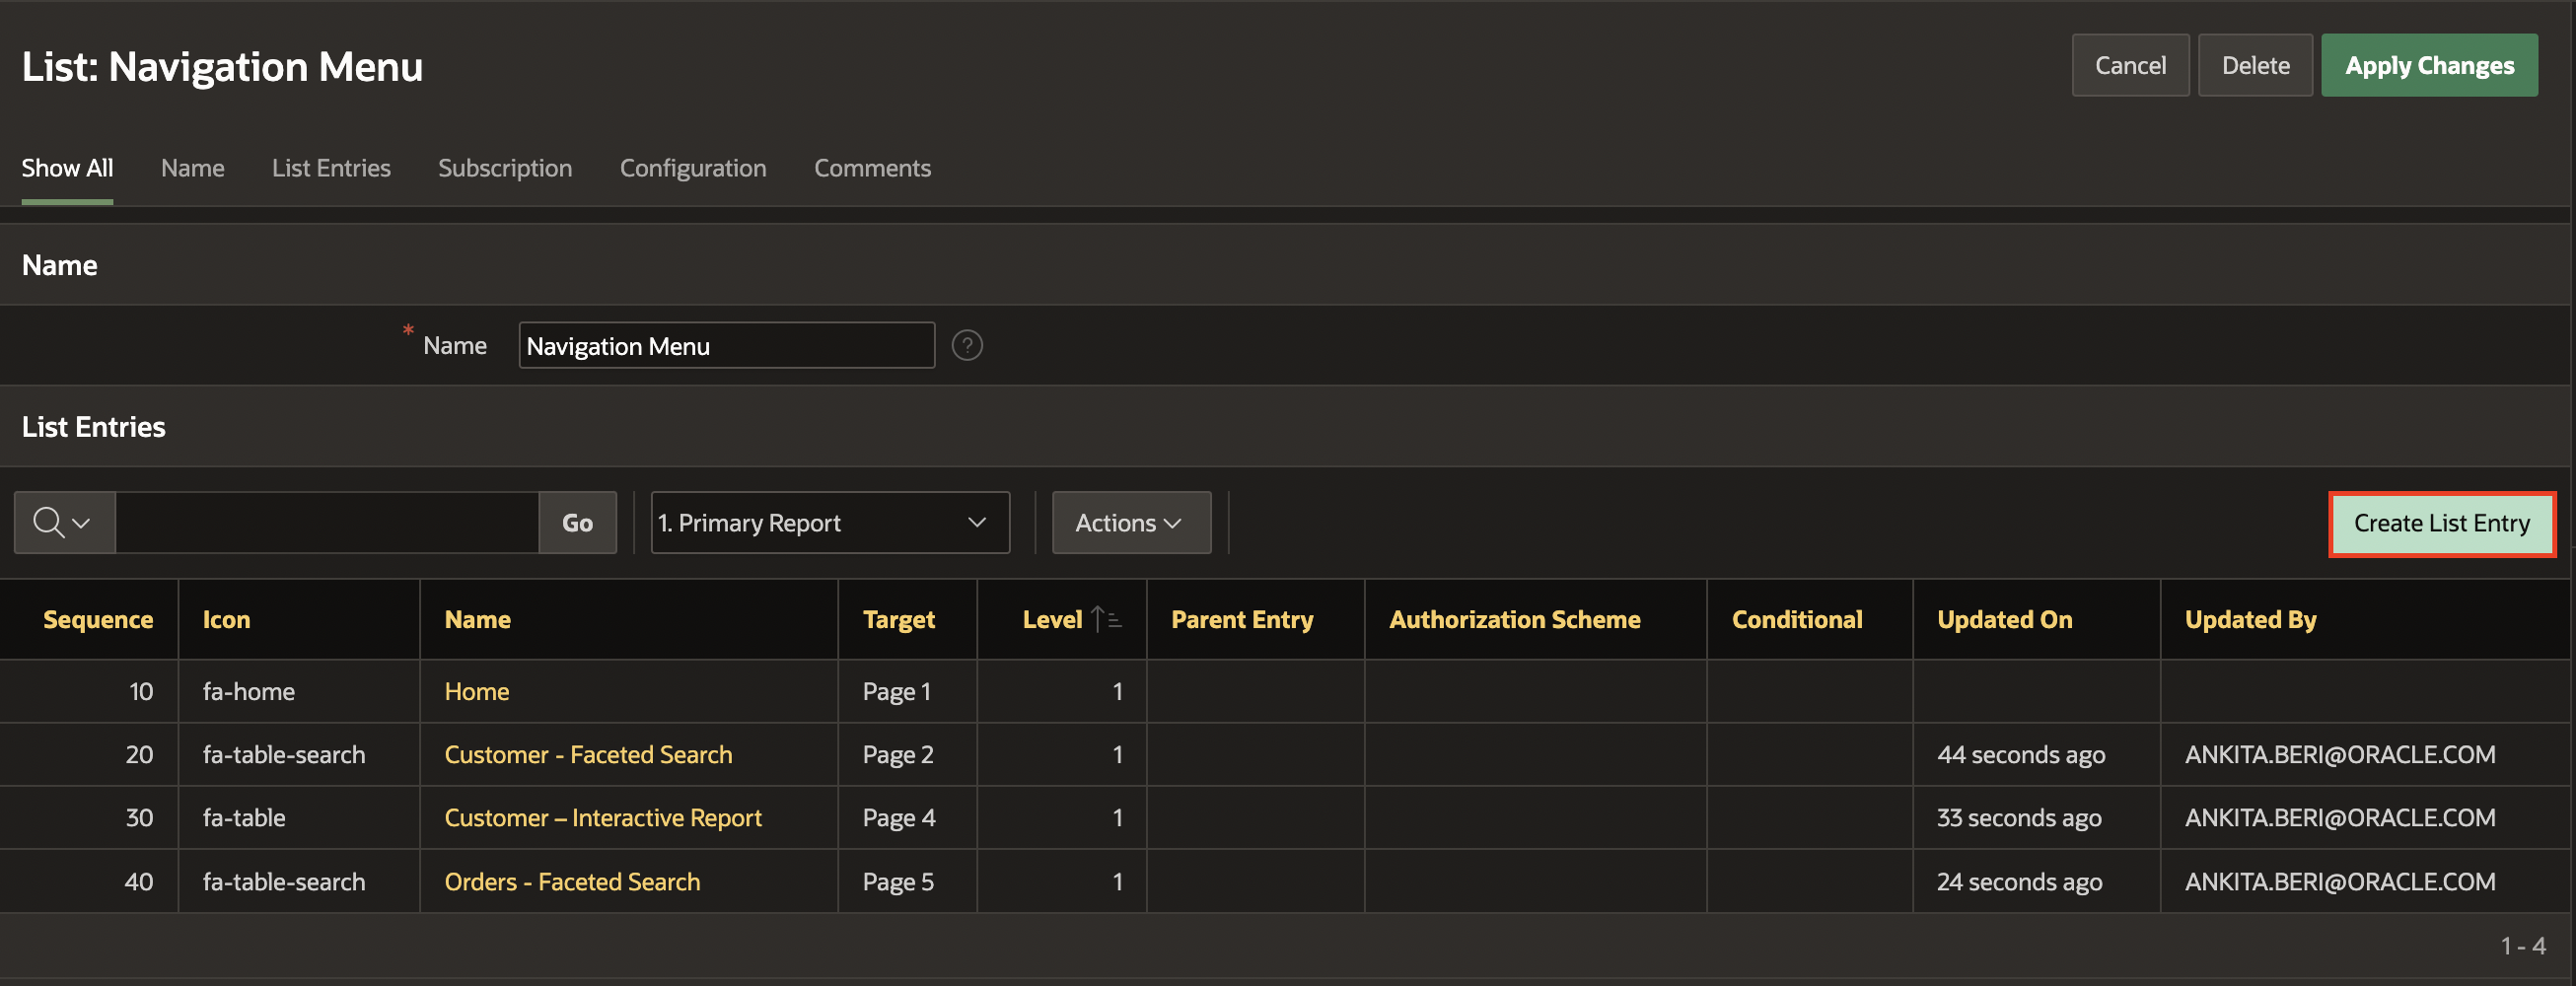 List: Navigation Menu
Cancel Delete Apply Changes
Show All Name List Entries Subscription Configuration Comments
Name
* Name Navigation Menu ?
List Entries
Go 1. Primary Report Actions Create List Entry
Sequence Icon Name Target Level Parent Entry Authorization Scheme Conditional Updated On Updated By
10 fa-home Home Page 1 1
20 fa-table-search Customer - Faceted Search Page 2 1 44 seconds ago ANKITA.BERI@ORACLE.COM
30 fa-table Customer – Interactive Report Page 4 1 33 seconds ago ANKITA.BERI@ORACLE.COM
40 fa-table-search Orders - Faceted Search Page 5 1 24 seconds ago ANKITA.BERI@ORACLE.COM
1 - 4